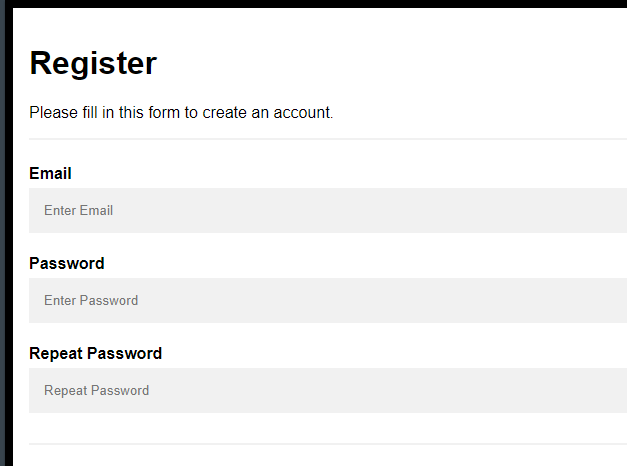 Register
Please fill in this form to create an account.
Email
Enter Email
Password
Enter Password
Repeat Password
Repeat Password